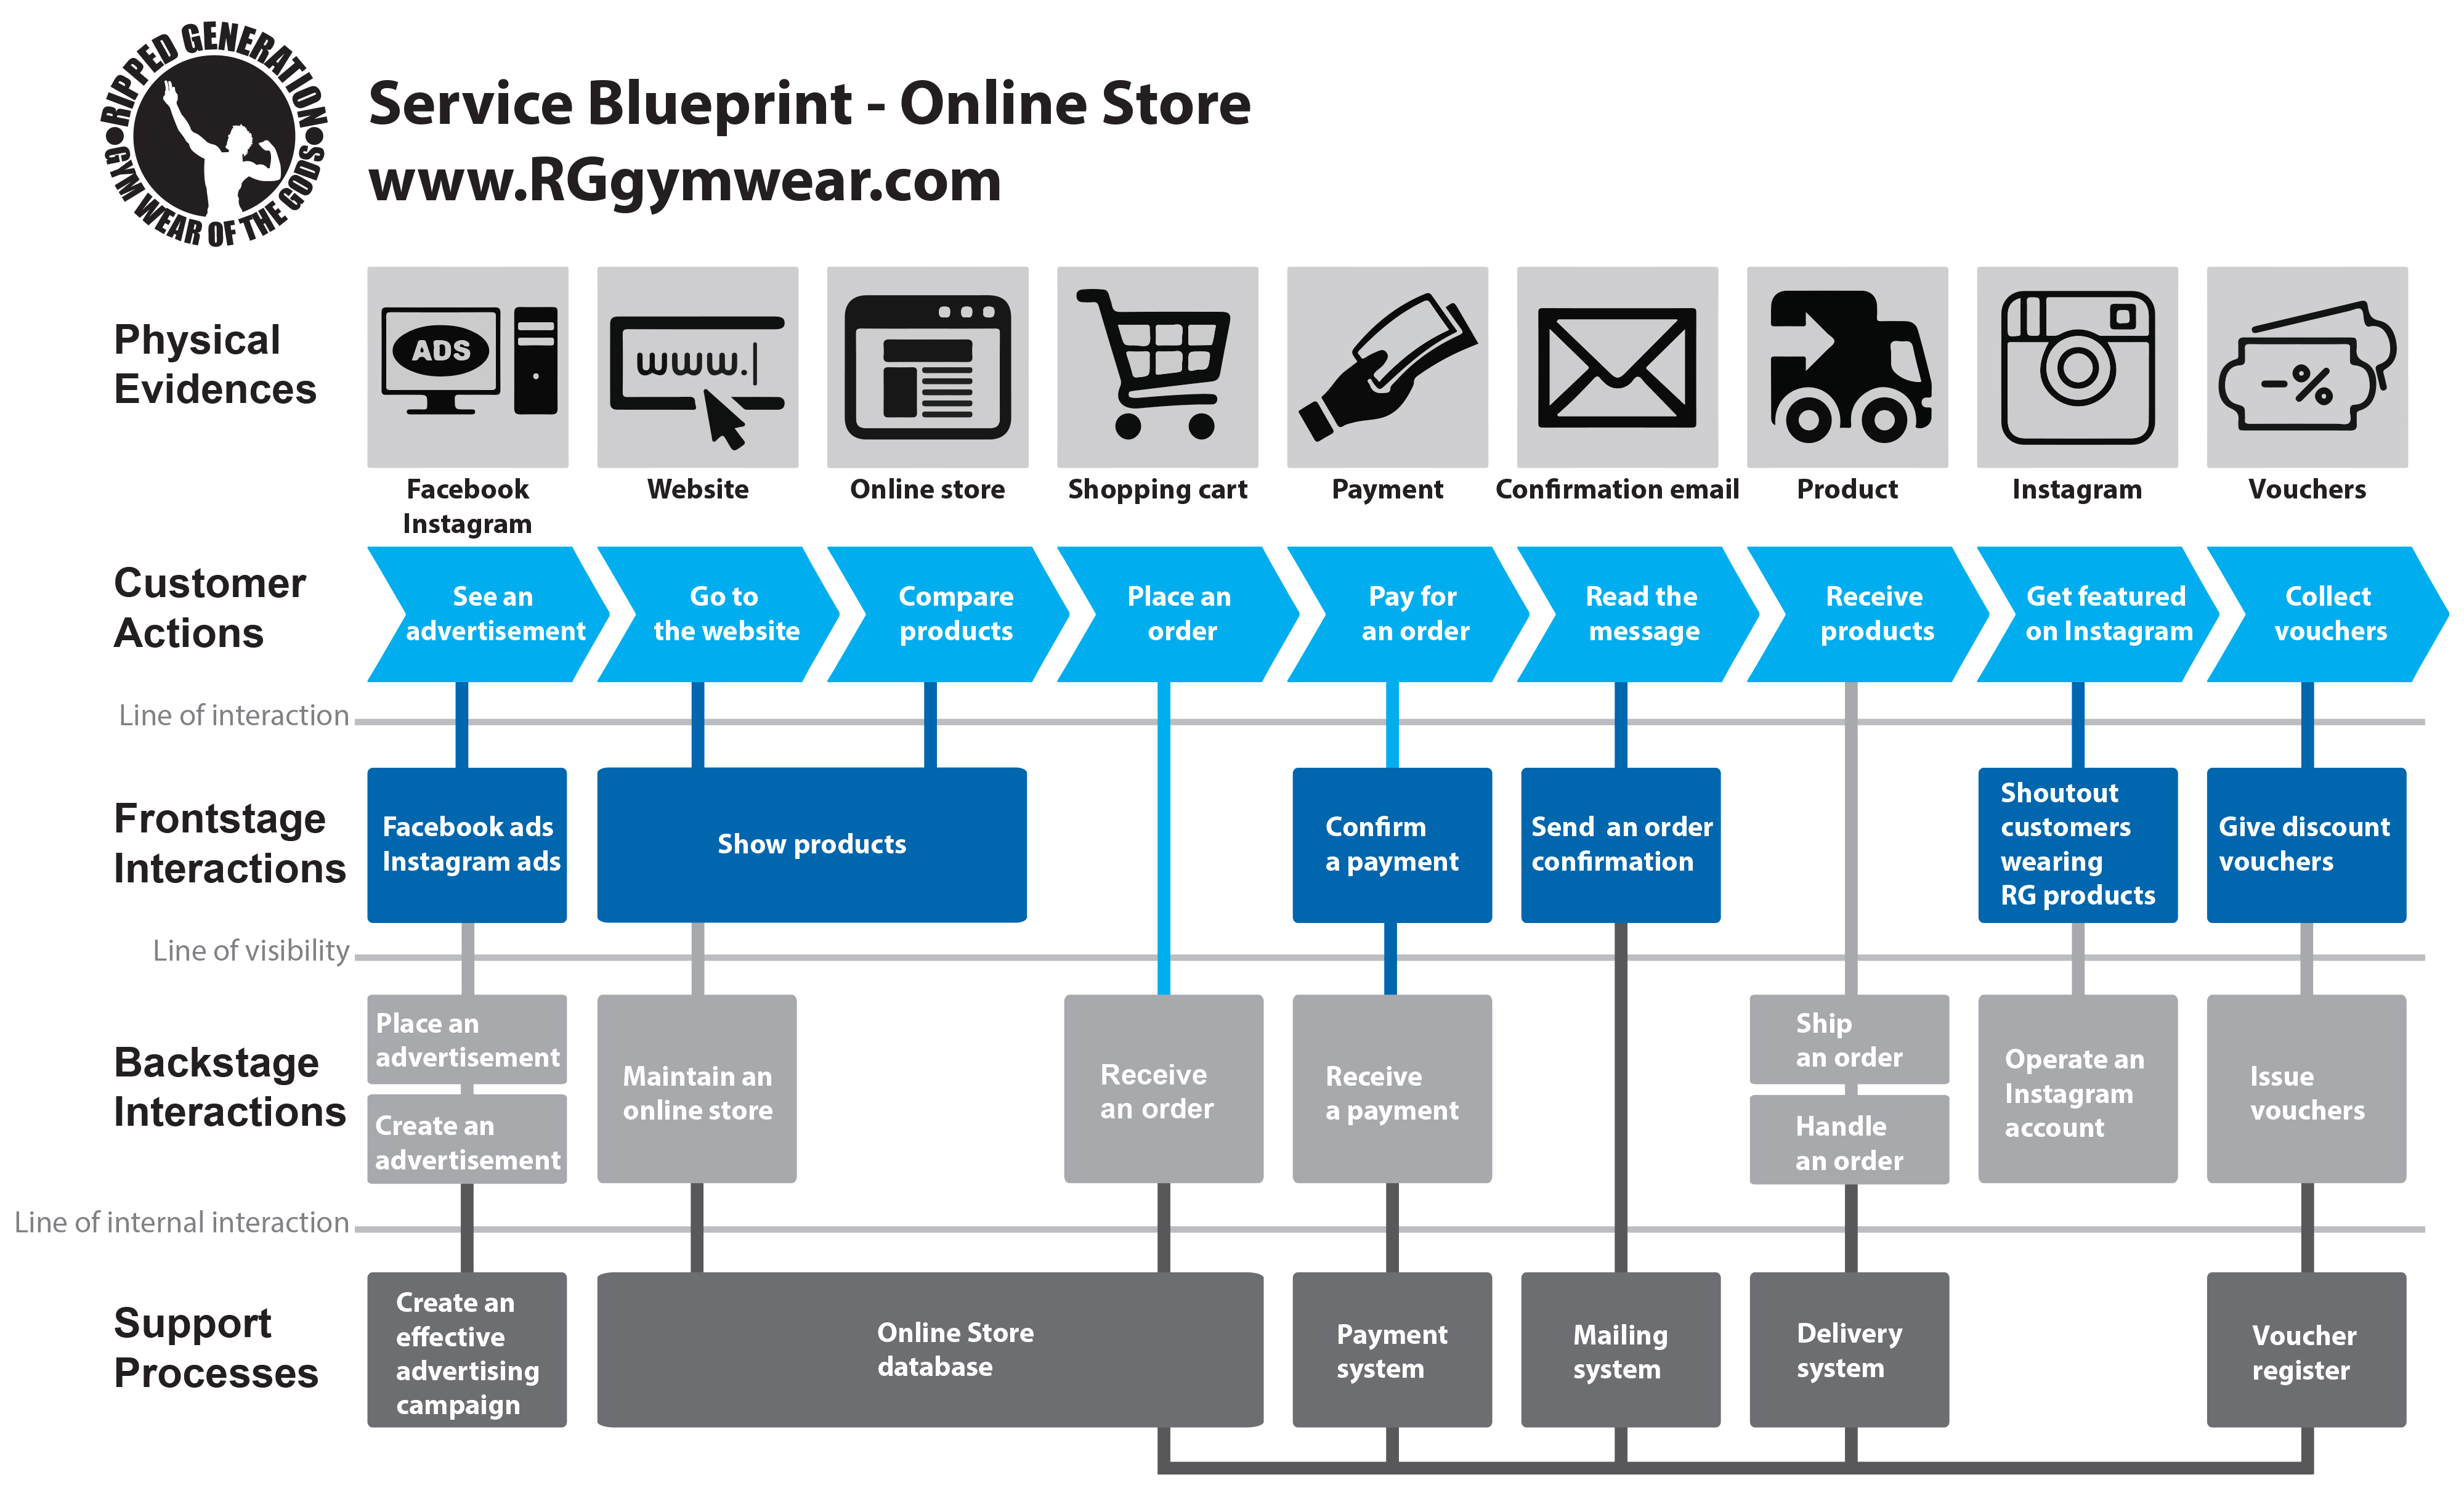 RIPPED GENERATION
GYM WEAR OF THE GODS
Service Blueprint - Online Store
www.RGgymwear.com
Physical
Evidences
ADS
www.
-%
Facebook
Instagram
Website
Online store
Shopping cart
Payment
Confirmation email
Product
Instagram
Vouchers
Customer
Actions
See an
advertisement
Go to
the website
Compare
products
Place an
order
Pay for
an order
Read the
message
Receive
products
Get featured
on Instagram
Collect
vouchers
Line of interaction
Frontstage
Interactions
Facebook ads
Instagram ads
Show products
Confirm
a payment
Send an order
confirmation
Shoutout
customers
wearing
RG products
Give discount
vouchers
Line of visibility
Backstage
Interactions
Place an
advertisement
Create an
advertisement
Maintain an
online store
Receive
an order
Receive
a payment
Ship
an order
Handle
an order
Operate an
Instagram
account
Issue
vouchers
Line of internal interaction
Support
Processes
Create an
effective
advertising
campaign
Online Store
database
Payment
system
Mailing
system
Delivery
system
Voucher
register